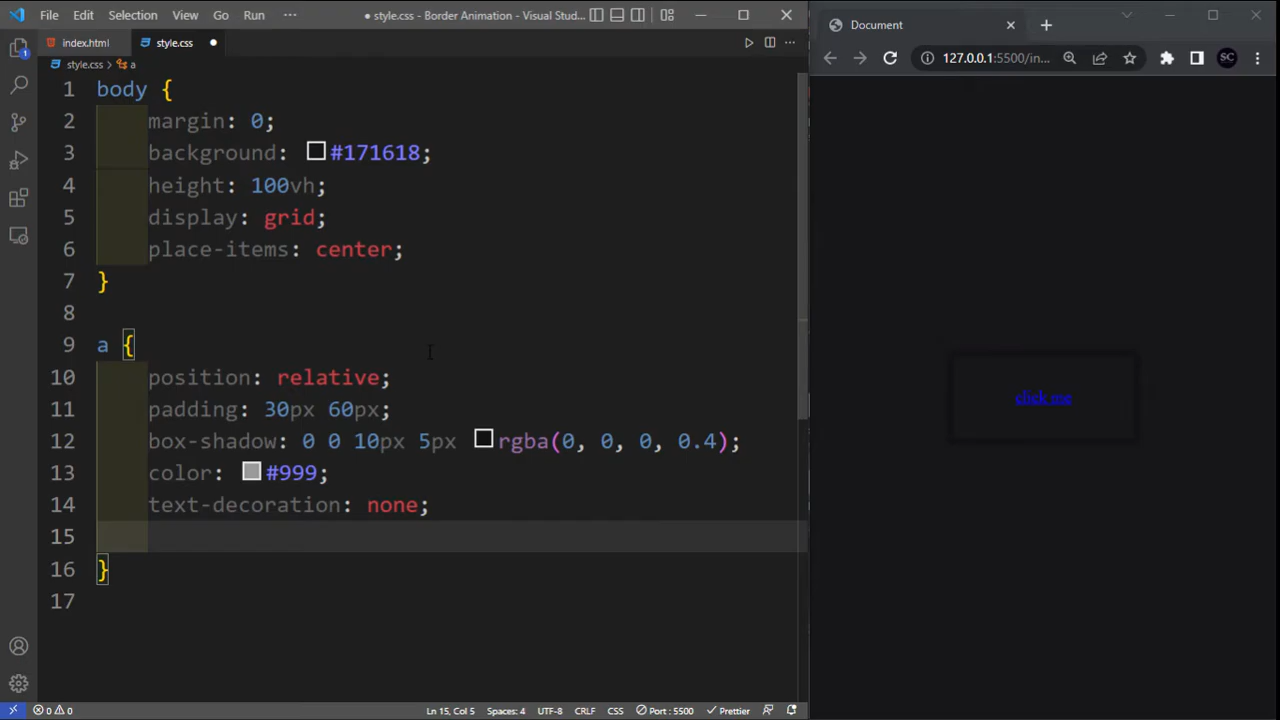 File Edit Selection View Go Run ··· ● style.css - Border Animation - Visual Stud...
index.html style.css ●
style.css > a
1 body {
2 margin: 0;
3 background: #171618;
4 height: 100vh;
5 display: grid;
6 place-items: center;
7 }
8
9 a {
10 position: relative;
11 padding: 30px 60px;
12 box-shadow: 0 0 10px 5px rgba(0, 0, 0, 0.4);
13 color: #999;
14 text-decoration: none;
15
16 }
17
0 0 Ln 15, Col 5 Spaces: 4 UTF-8 CRLF CSS Port : 5500 Prettier
Document
127.0.0.1:5500/in... SC
click me
1